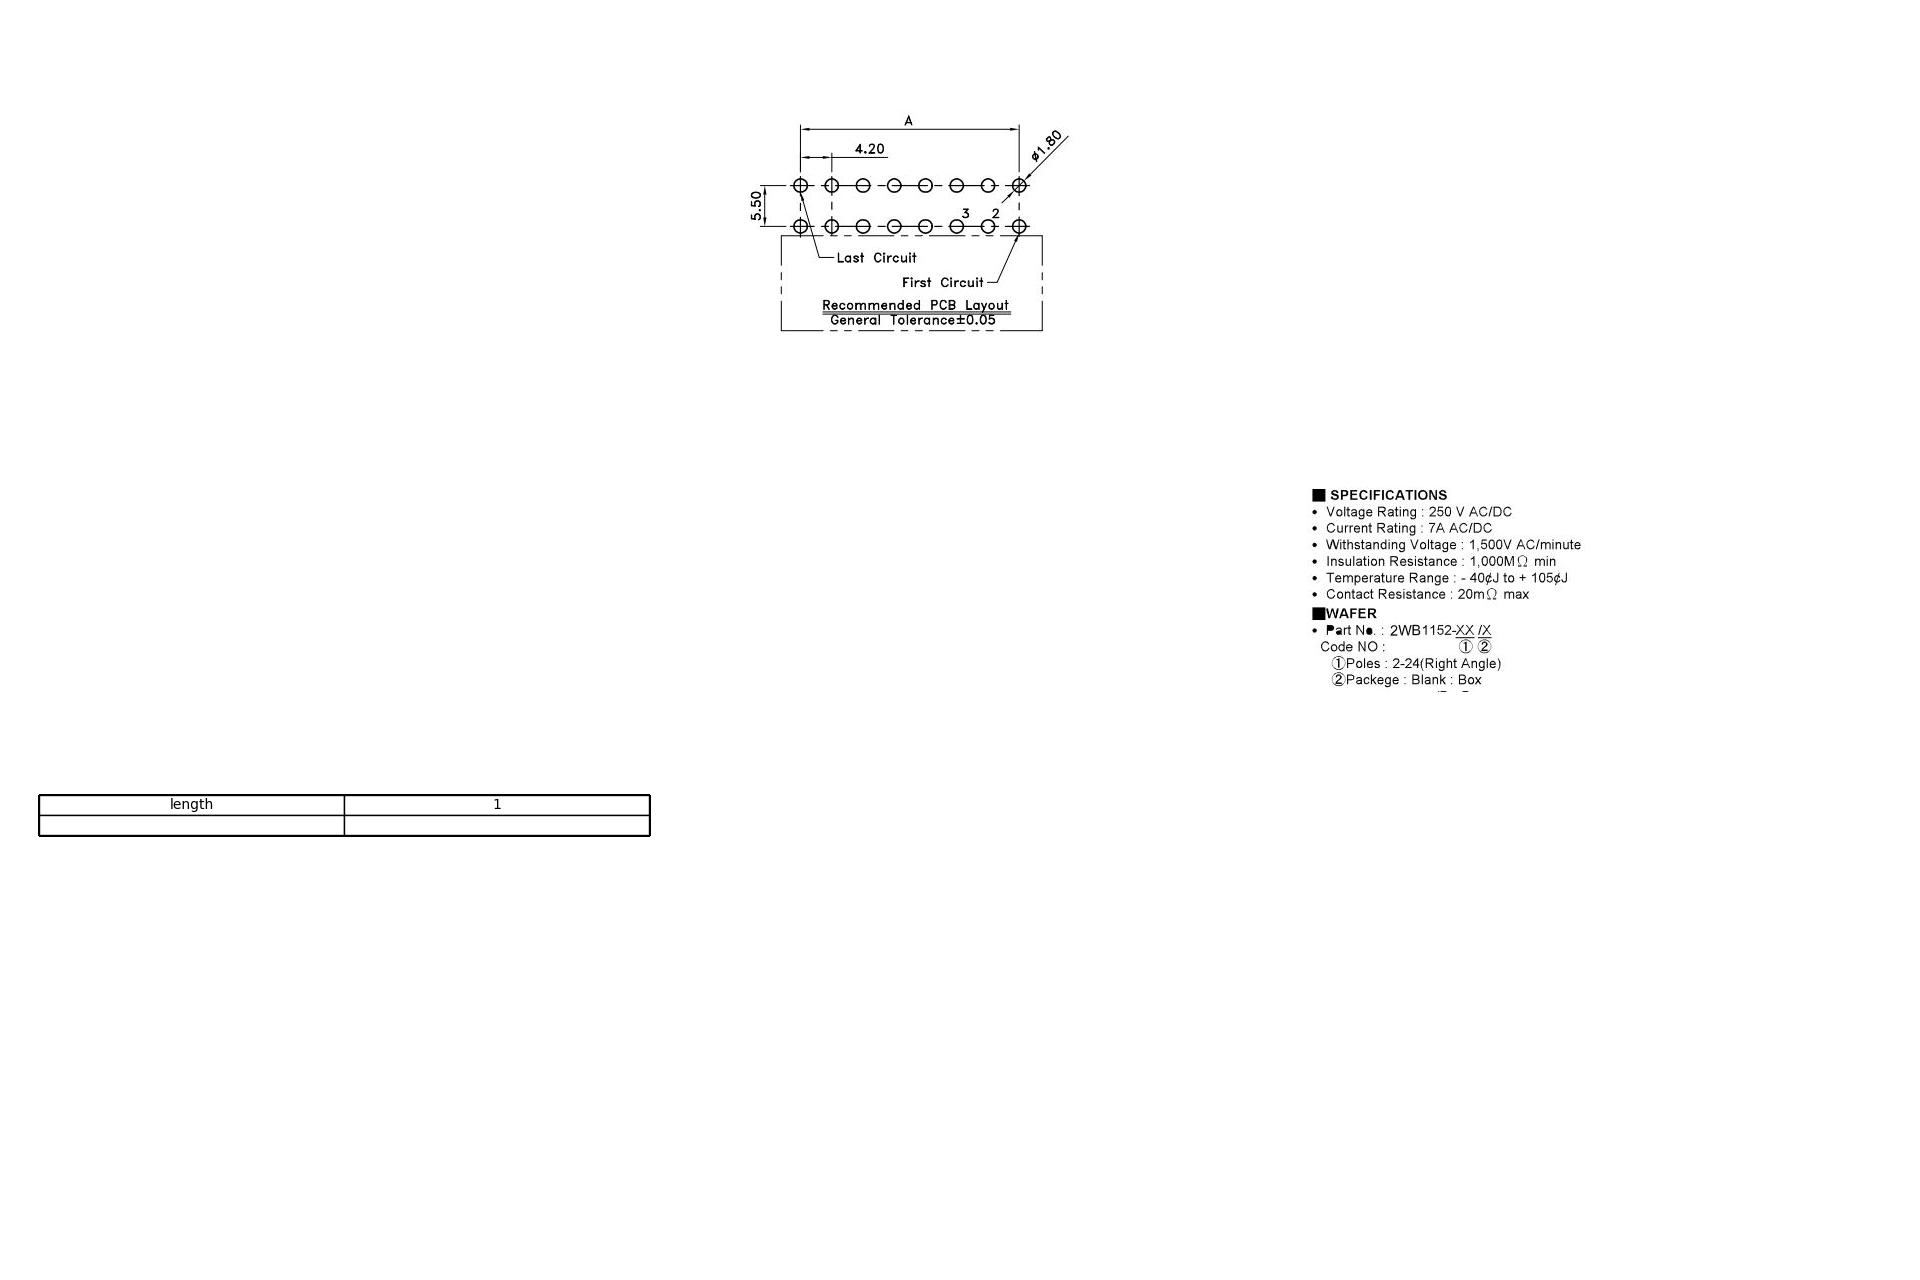 A
4.20
ø1.80
5.50
3 2
Last Circuit
First Circuit
Recommended PCB Layout
General Tolerance±0.05
■ SPECIFICATIONS
• Voltage Rating : 250 V AC/DC
• Current Rating : 7A AC/DC
• Withstanding Voltage : 1,500V AC/minute
• Insulation Resistance : 1,000MΩ min
• Temperature Range : - 40¢J to + 105¢J
• Contact Resistance : 20mΩ max
■WAFER
• Part No. : 2WB1152-XX /X
Code NO : ① ②
①Poles : 2-24(Right Angle)
②Packege : Blank : Box
length 1